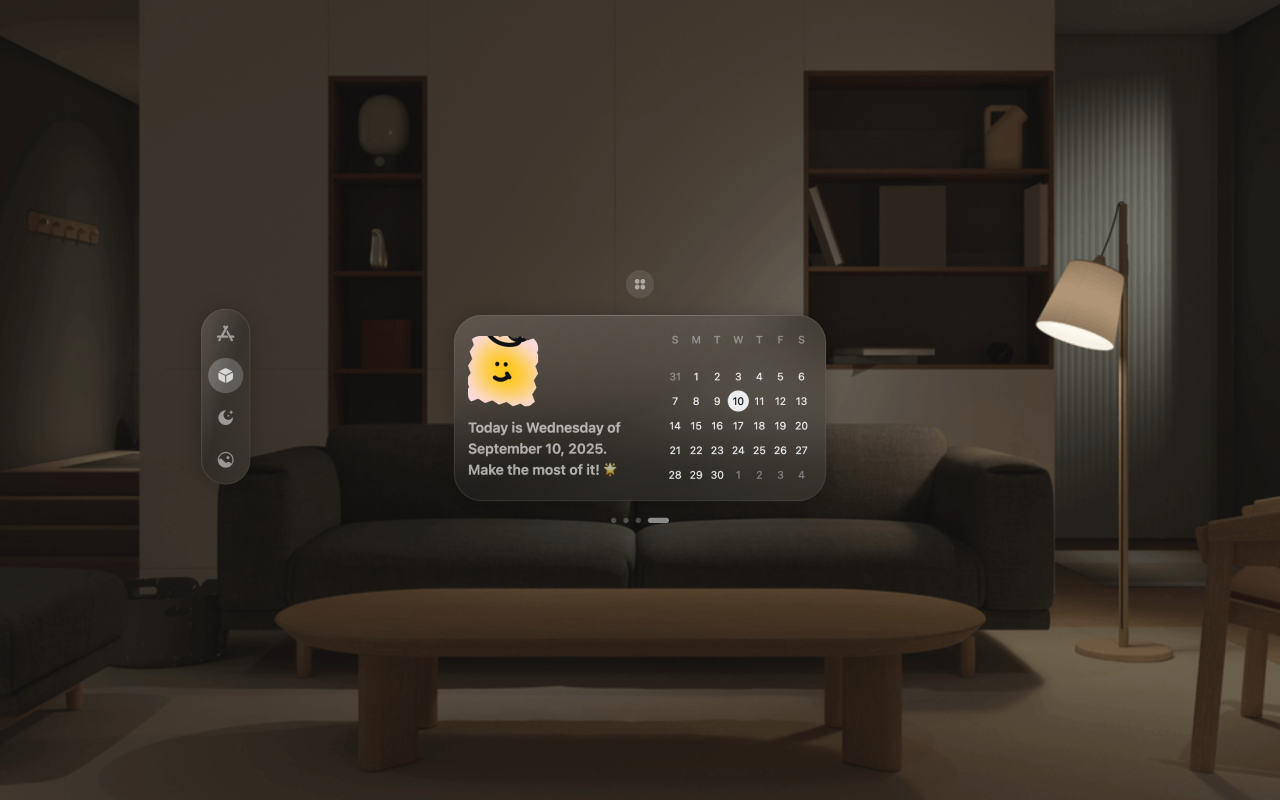 Today is Wednesday of
September 10, 2025.
Make the most of it! 🌟
S M T W T F S
31 1 2 3 4 5 6
7 8 9 10 11 12 13
14 15 16 17 18 19 20
21 22 23 24 25 26 27
28 29 30 1 2 3 4